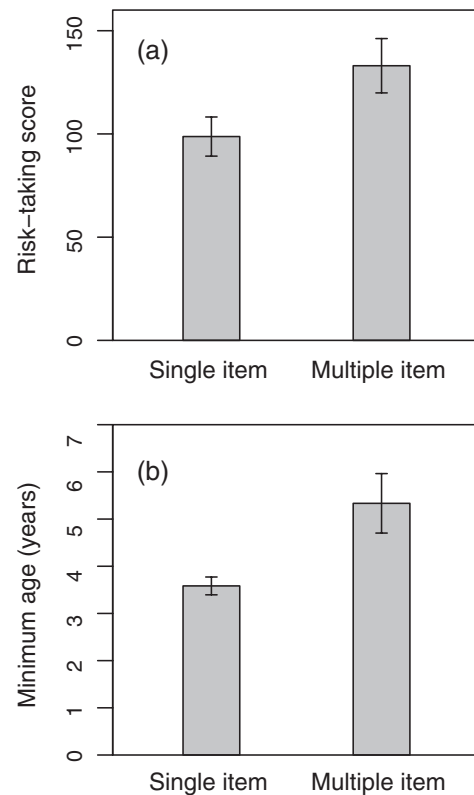 (a)
Risk−taking score
150
100
50
0
Single item Multiple item
(b)
Minimum age (years)
7
6
5
4
3
2
1
0
Single item Multiple item